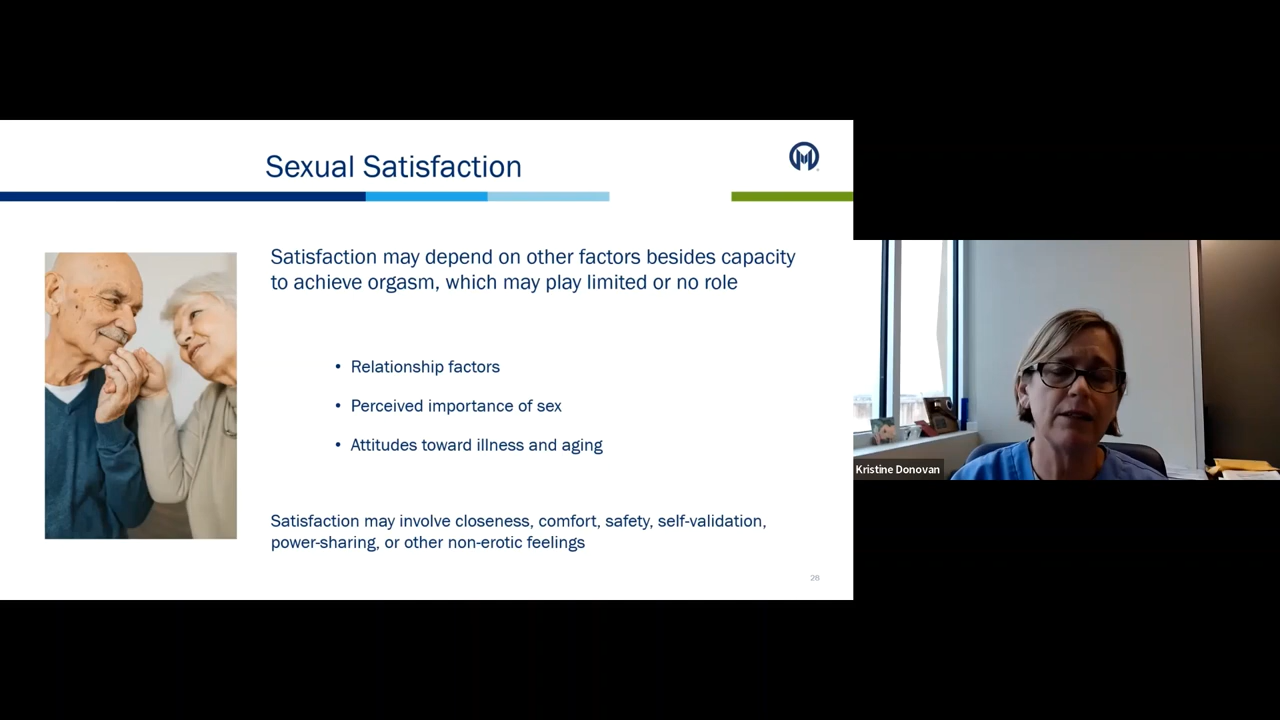 Sexual Satisfaction
Satisfaction may depend on other factors besides capacity
to achieve orgasm, which may play limited or no role
• Relationship factors
• Perceived importance of sex
• Attitudes toward illness and aging
Satisfaction may involve closeness, comfort, safety, self-validation,
power-sharing, or other non-erotic feelings
28
Kristine Donovan